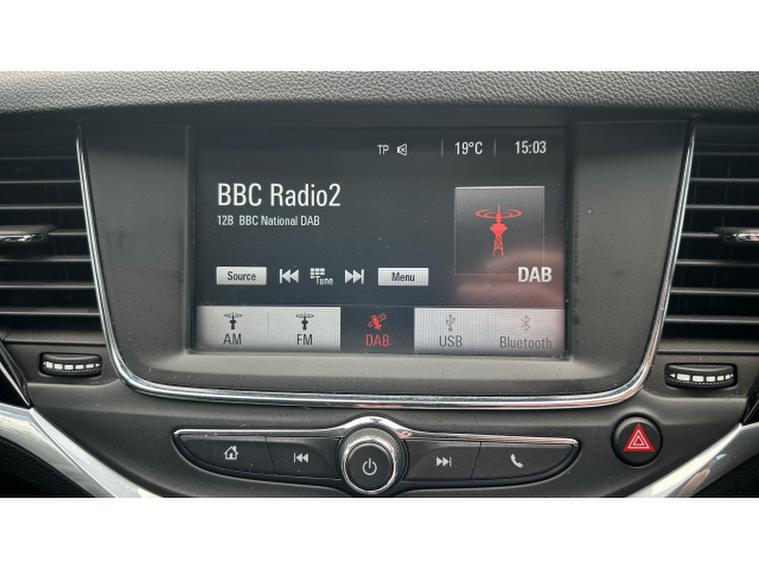 TP 19°C 15:03
BBC Radio2
12B BBC National DAB
DAB
Source Tune Menu
AM FM DAB USB Bluetooth